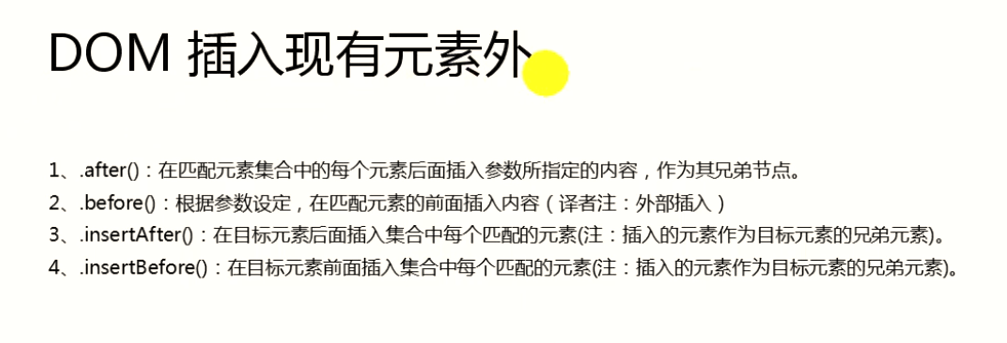 DOM 插入现有元素外
1、.after()：在匹配元素集合中的每个元素后面插入参数所指定的内容，作为其兄弟节点。
2、.before()：根据参数设定，在匹配元素的前面插入内容（译者注：外部插入）
3、.insertAfter()：在目标元素后面插入集合中每个匹配的元素(注：插入的元素作为目标元素的兄弟元素)。
4、.insertBefore()：在目标元素前面插入集合中每个匹配的元素(注：插入的元素作为目标元素的兄弟元素)。